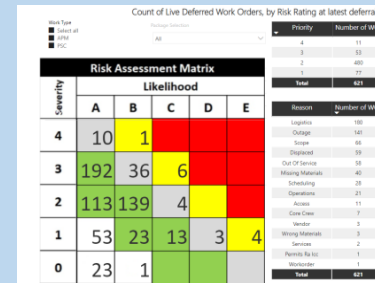 Count of Live Deferred Work Orders, by Risk Rating at latest deferra
Work Type
Select all
APM
PSC
Package Selection
All
Risk Assessment Matrix
Severity
Likelihood
A B C D E
4 10 1
3 192 36 6
2 113 139 4
1 53 23 13 3 4
0 23 1
Priority Number of W
4 11
3 53
2 480
1 77
Total 621
Reason Number of W
Logistics 180
Outage 141
Scope 66
Displaced 59
Out Of Service 58
Missing Materials 40
Scheduling 28
Operations 21
Access 11
Core Crew 7
Vendor 3
Wrong Materials 3
Services 2
Permits Ra Icc 1
Workorder 1
Total 621